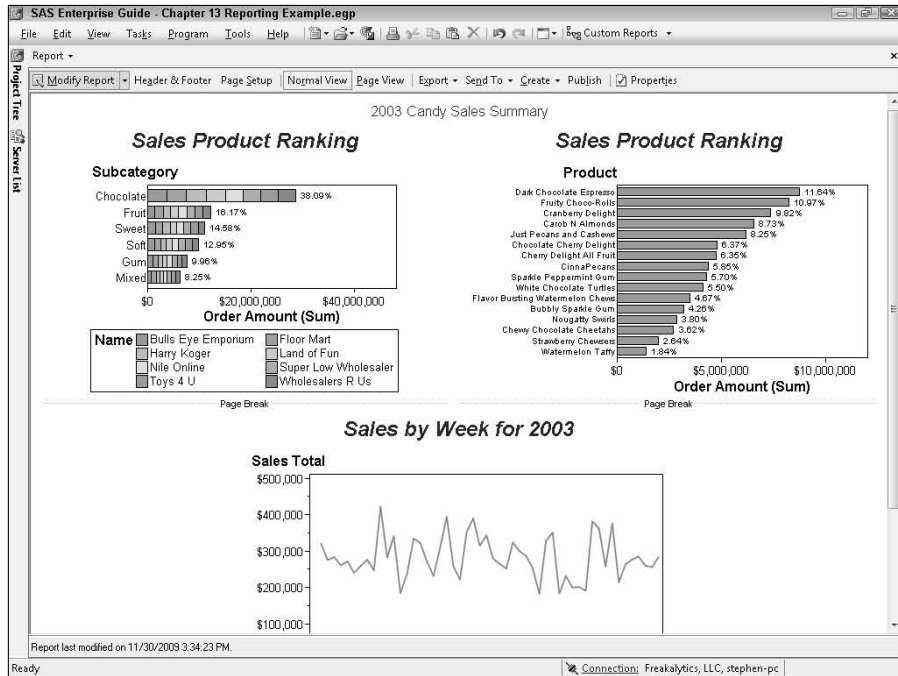 SAS Enterprise Guide - Chapter 13 Reporting Example.egp
File Edit View Tasks Program Tools Help Custom Reports
Report
Modify Report Header & Footer Page Setup Normal View Page View Export Send To Create Publish Properties
Project Tree
Server List
2003 Candy Sales Summary
Sales Product Ranking
Subcategory
Chocolate 38.09%
Fruit 16.17%
Sweet 14.58%
Soft 12.95%
Gum 9.96%
Mixed 8.25%
$0 $20,000,000 $40,000,000
Order Amount (Sum)
Name Bulls Eye Emporium Floor Mart
Harry Koger Land of Fun
Nile Online Super Low Wholesaler
Toys 4 U Wholesalers R Us
Page Break
Sales Product Ranking
Product
Dark Chocolate Espresso 11.64%
Fruity Choco-Rolls 10.97%
Cranberry Delight 9.82%
Carob N Almonds 8.73%
Just Pecans and Cashews 8.25%
Chocolate Cherry Delight 6.37%
Cherry Delight All Fruit 6.35%
CinnaPecans 5.85%
Sparkle Peppermint Gum 5.70%
White Chocolate Turtles 5.50%
Flavor Bursting Watermelon Chews 4.67%
Bubbly Sparkle Gum 4.26%
Nougatty Swirls 3.80%
Chewy Chocolate Cheetahs 3.62%
Strawberry Chewsers 2.64%
Watermelon Taffy 1.84%
$0 $5,000,000 $10,000,000
Order Amount (Sum)
Page Break
Sales by Week for 2003
Sales Total
$500,000
$400,000
$300,000
$200,000
$100,000
Report last modified on 11/30/2009 3:34:23 PM.
Ready
Connection: Freakalytics, LLC, stephen-pc